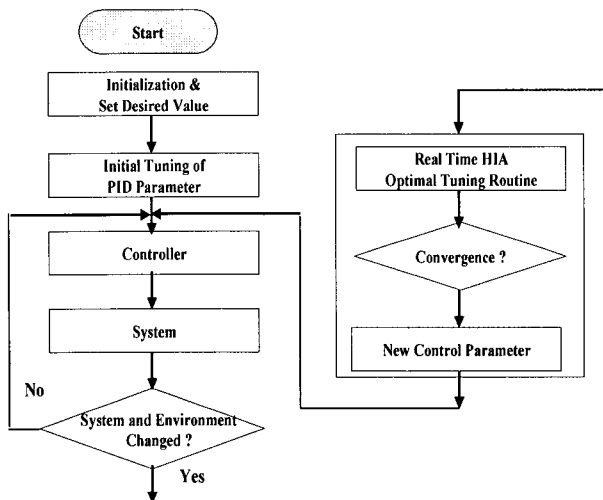 Start
Initialization &
Set Desired Value
Initial Tuning of
PID Parameter
Controller
System
No
System and Environment
Changed ?
Yes
Real Time HIA
Optimal Tuning Routine
Convergence ?
New Control Parameter